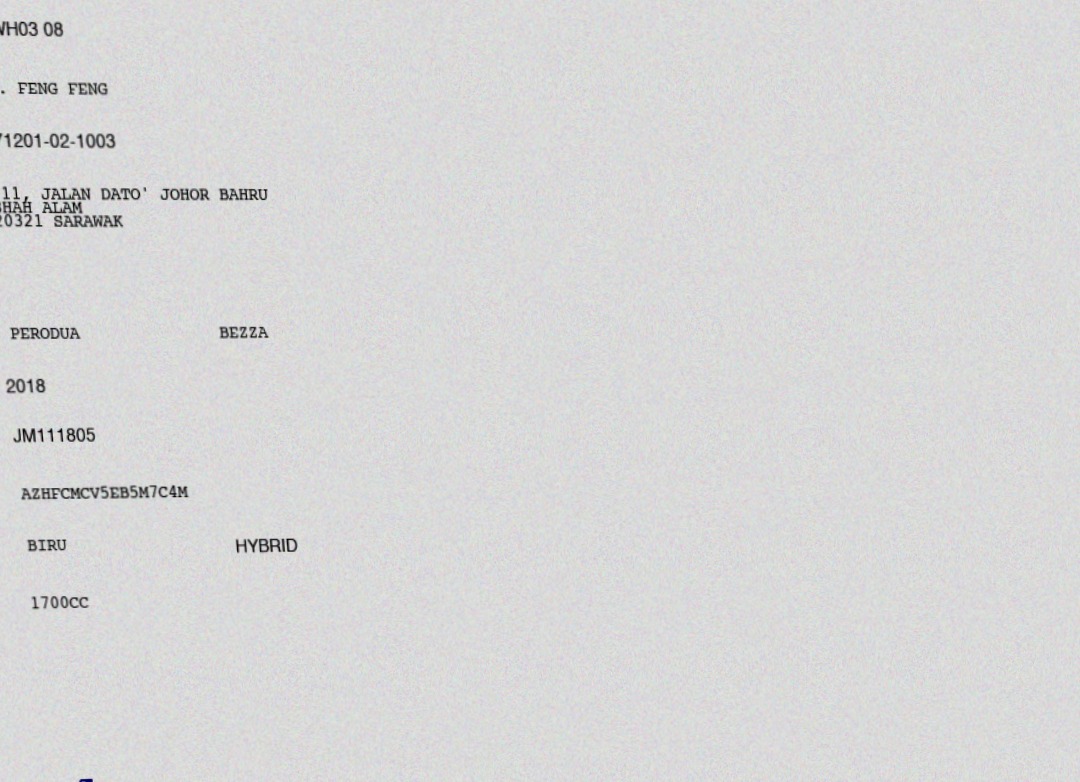 WH03 08
. FENG FENG
71201-02-1003
11, JALAN DATO' JOHOR BAHRU
SHAH ALAM
20321 SARAWAK
PERODUA BEZZA
2018
JM111805
AZHFCMCV5EB5M7C4M
BIRU HYBRID
1700CC